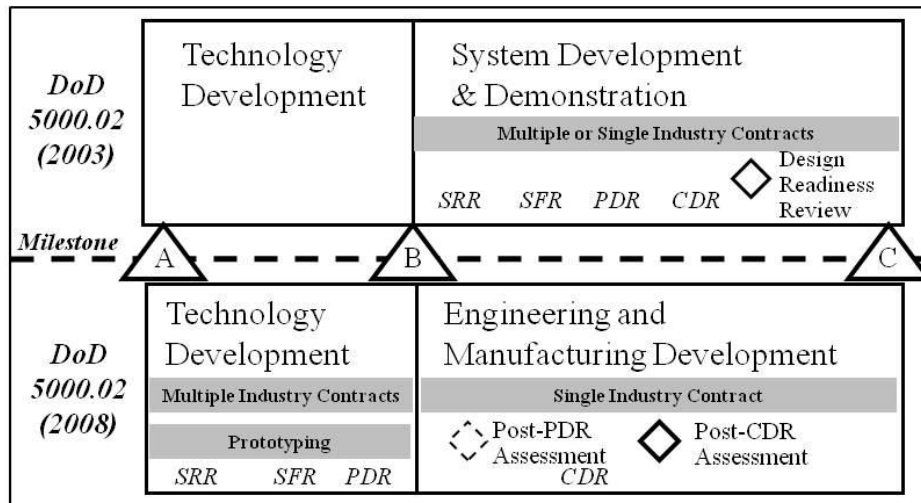 DoD
5000.02
(2003)
Technology
Development
System Development
& Demonstration
Multiple or Single Industry Contracts
SRR SFR PDR CDR
Design
Readiness
Review
Milestone
A B C
DoD
5000.02
(2008)
Technology
Development
Multiple Industry Contracts
Prototyping
SRR SFR PDR
Engineering and
Manufacturing Development
Single Industry Contract
Post-PDR
Assessment
Post-CDR
Assessment
CDR